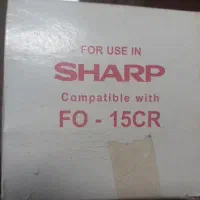 FOR USE IN
SHARP
Compatible with
FO - 15CR